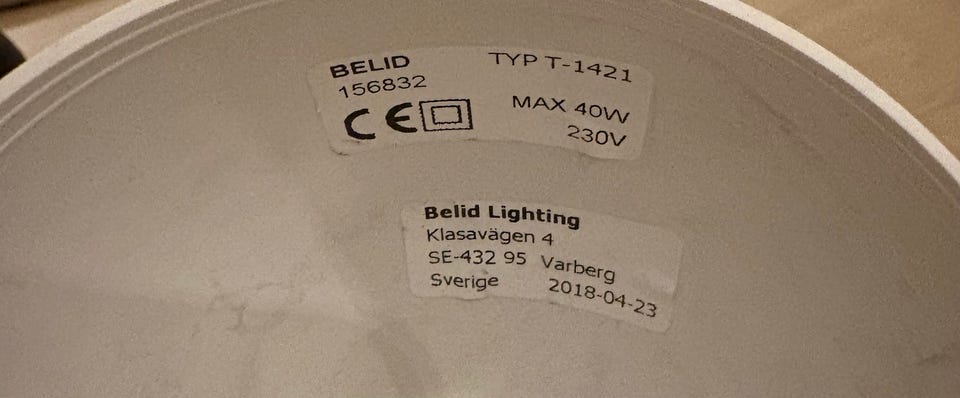 BELID TYP T-1421
156832
CE MAX 40W
230V
Belid Lighting
Klasavägen 4
SE-432 95 Varberg
Sverige 2018-04-23